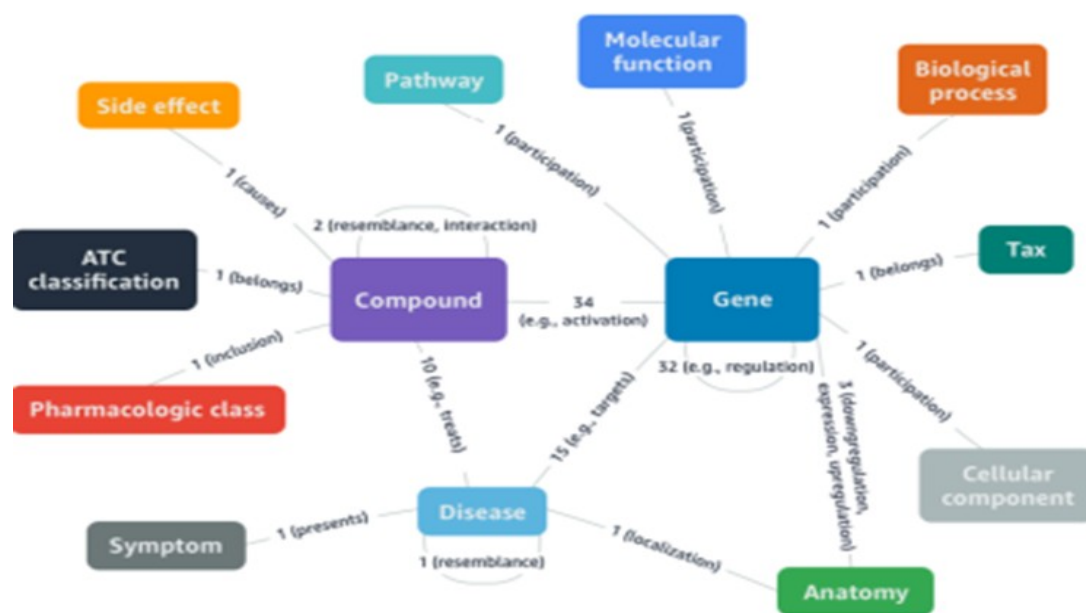 Molecular
function
Biological
process
Pathway
Side effect
1 (participation)
1 (participation)
1 (participation)
1 (causes)
2 (resemblance, interaction)
ATC
classification
1 (belongs)
Compound
34
(e.g., activation)
Gene
1 (belongs)
Tax
1 (inclusion)
Pharmacologic class
10 (e.g., treats)
15 (e.g., targets)
32 (e.g., regulation)
3 (downregulation,
expression, upregulation)
1 (participation)
Cellular
component
Disease
1 (presents)
Symptom
1 (resemblance)
1 (localization)
Anatomy